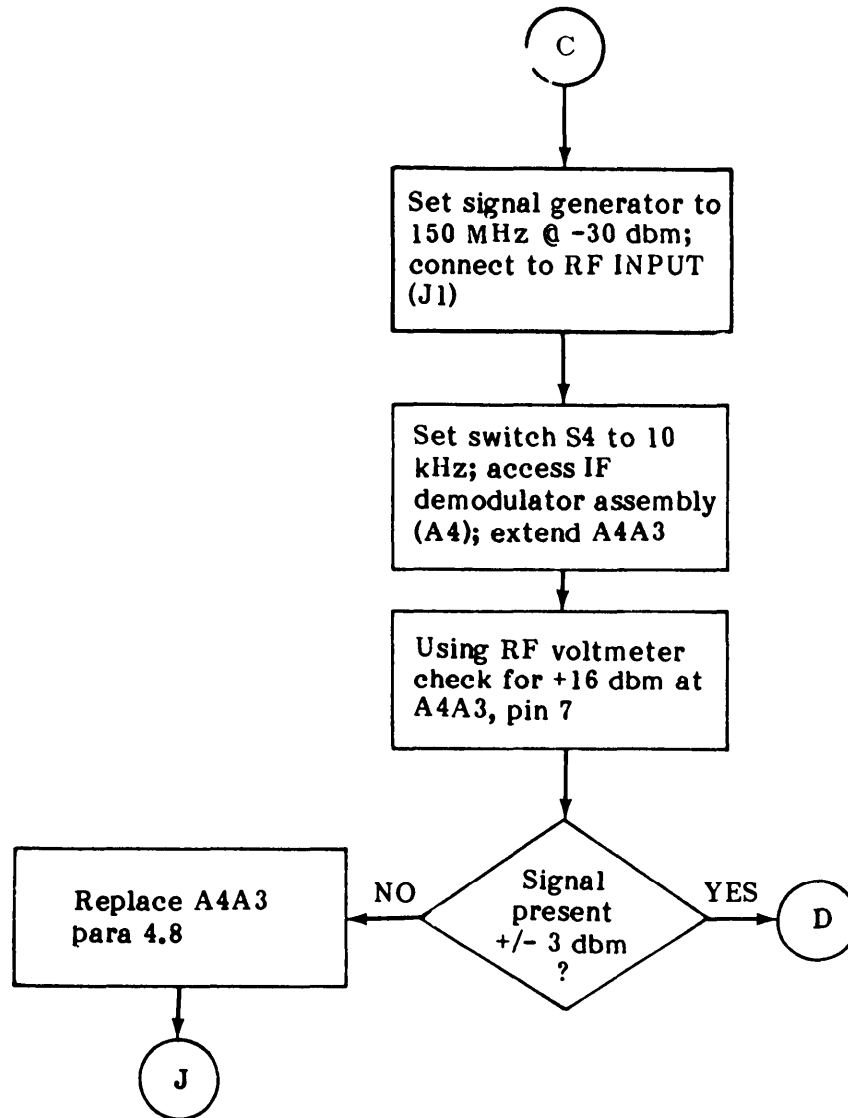 C
Set signal generator to
150 MHz @ -30 dbm;
connect to RF INPUT
(J1)
Set switch S4 to 10
kHz; access IF
demodulator assembly
(A4); extend A4A3
Using RF voltmeter
check for +16 dbm at
A4A3, pin 7
Signal
present
+/- 3 dbm
?
NO
YES
Replace A4A3
para 4.8
D
J